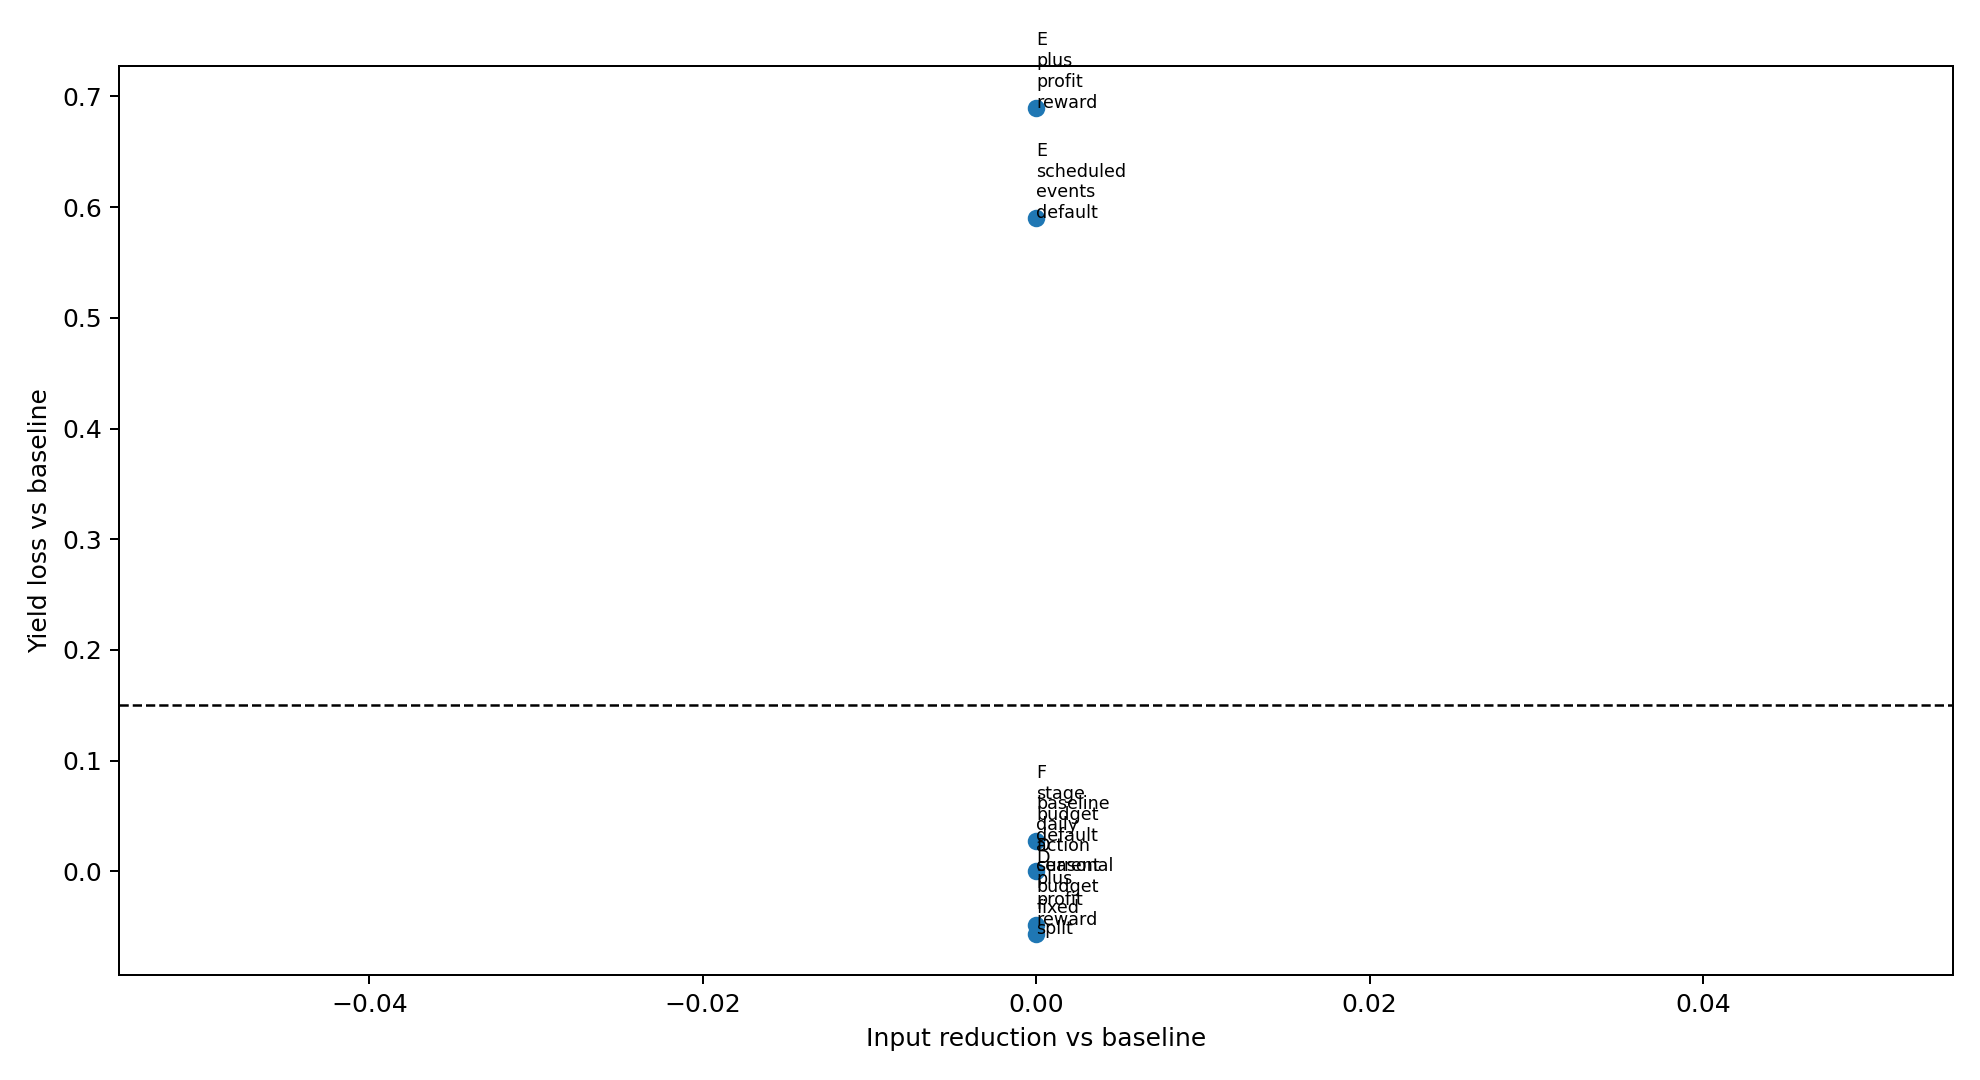 E
plus
profit
reward
E
scheduled
events
default
F
stage
budget
default
baseline
daily
action
current
D
seasonal
budget
fixed
split
D
plus
profit
reward
0.7
0.6
0.5
0.4
0.3
0.2
0.1
0.0
Yield loss vs baseline
−0.04
−0.02
0.00
0.02
0.04
Input reduction vs baseline